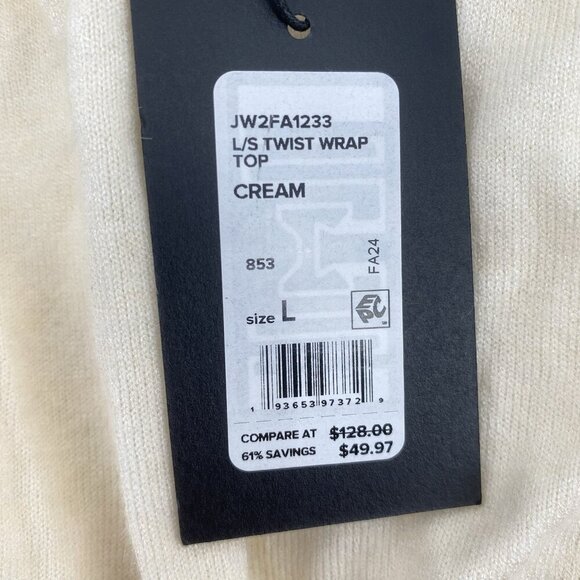 JW2FA1233
L/S TWIST WRAP
TOP
CREAM
853
FA24
size L
EPC
1 93653 97372 9
COMPARE AT $128.00
61% SAVINGS $49.97